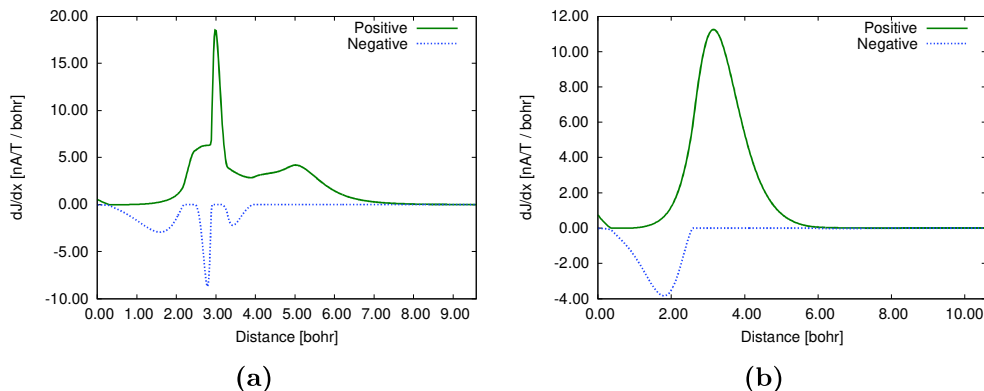 20.00
15.00
10.00
5.00
0.00
-5.00
-10.00
dJ/dx [nA/T / bohr]
Positive
Negative
0.00 1.00 2.00 3.00 4.00 5.00 6.00 7.00 8.00 9.00
Distance [bohr]
(a)
12.00
10.00
8.00
6.00
4.00
2.00
0.00
-2.00
-4.00
dJ/dx [nA/T / bohr]
Positive
Negative
0.00 2.00 4.00 6.00 8.00 10.00
Distance [bohr]
(b)